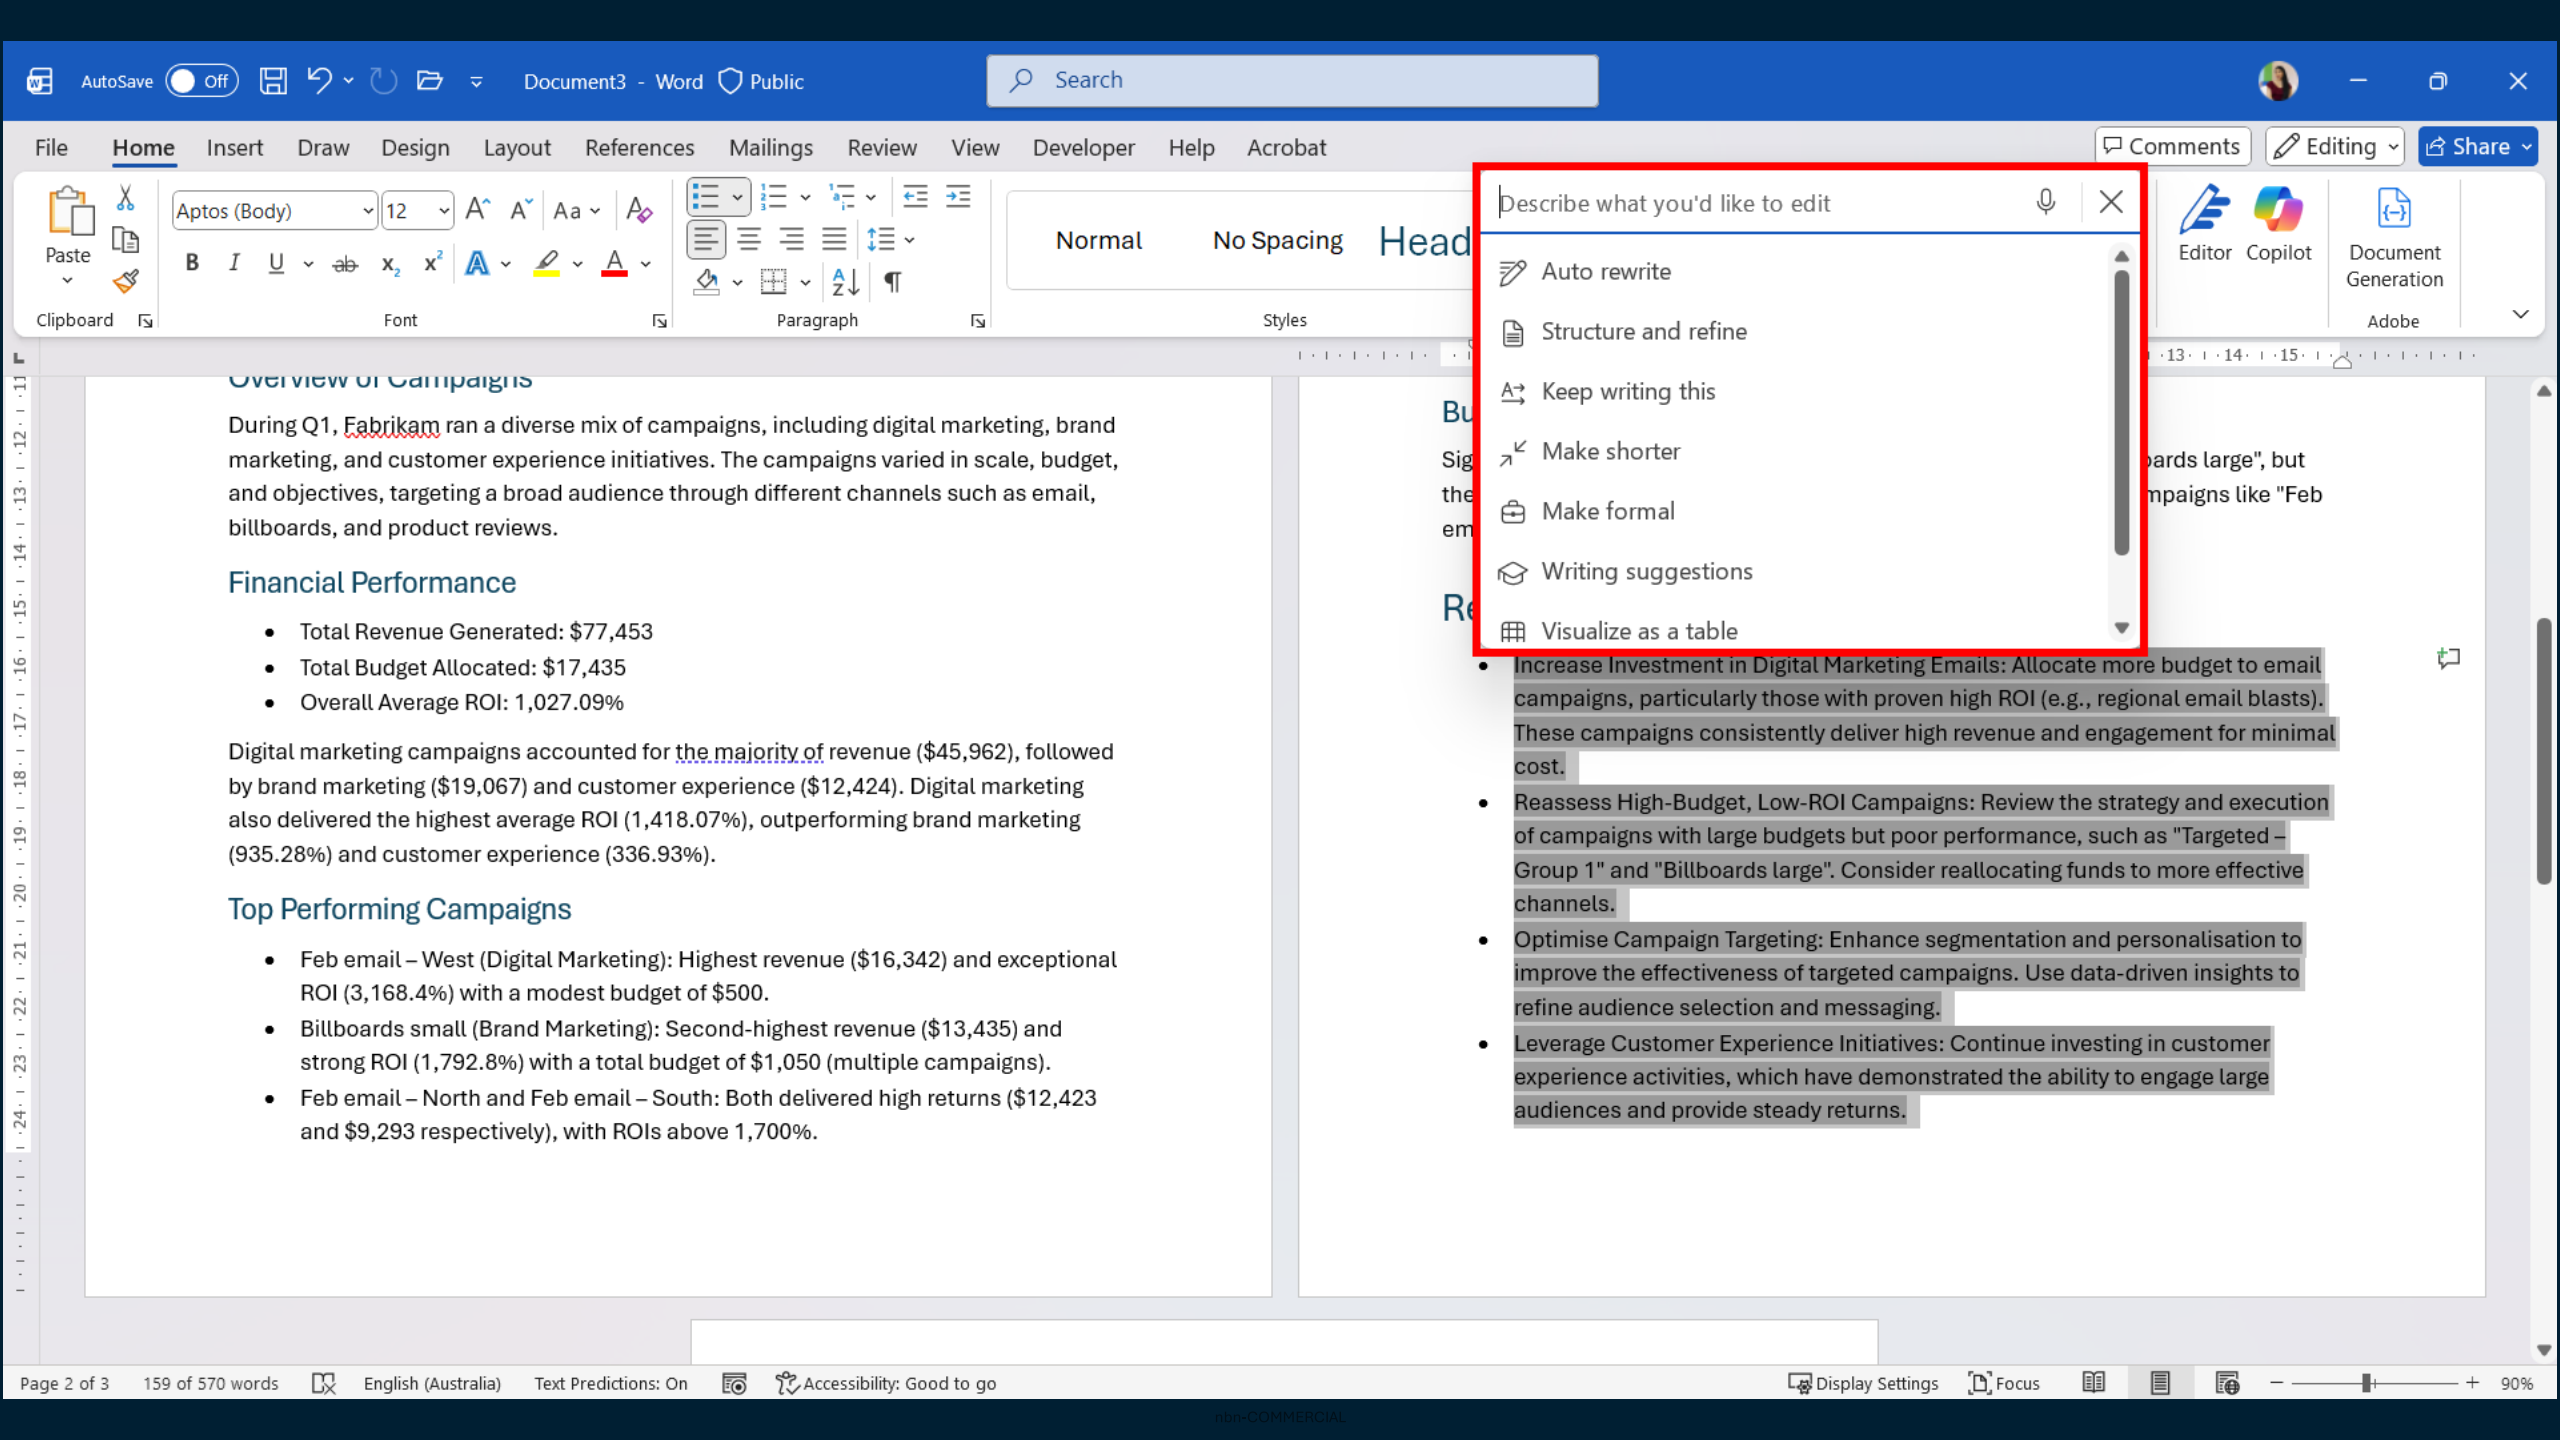 AutoSave Off Document3 - Word Public Search
File Home Insert Draw Design Layout References Mailings Review View Developer Help Acrobat Comments Editing Share
Paste
Clipboard
Aptos (Body) 12
Font
Paragraph
Normal No Spacing Head
Styles
Editor Copilot Document Generation
Adobe
Describe what you'd like to edit
Auto rewrite
Structure and refine
Keep writing this
Make shorter
Make formal
Writing suggestions
Visualize as a table
Overview of Campaigns
During Q1, Fabrikam ran a diverse mix of campaigns, including digital marketing, brand
marketing, and customer experience initiatives. The campaigns varied in scale, budget,
and objectives, targeting a broad audience through different channels such as email,
billboards, and product reviews.
Financial Performance
• Total Revenue Generated: $77,453
• Total Budget Allocated: $17,435
• Overall Average ROI: 1,027.09%
Digital marketing campaigns accounted for the majority of revenue ($45,962), followed
by brand marketing ($19,067) and customer experience ($12,424). Digital marketing
also delivered the highest average ROI (1,418.07%), outperforming brand marketing
(935.28%) and customer experience (336.93%).
Top Performing Campaigns
• Feb email – West (Digital Marketing): Highest revenue ($16,342) and exceptional
ROI (3,168.4%) with a modest budget of $500.
• Billboards small (Brand Marketing): Second-highest revenue ($13,435) and
strong ROI (1,792.8%) with a total budget of $1,050 (multiple campaigns).
• Feb email – North and Feb email – South: Both delivered high returns ($12,423
and $9,293 respectively), with ROIs above 1,700%.
Bu
Sig ards large", but
the mpaigns like "Feb
em
Re
• Increase Investment in Digital Marketing Emails: Allocate more budget to email
campaigns, particularly those with proven high ROI (e.g., regional email blasts).
These campaigns consistently deliver high revenue and engagement for minimal
cost.
• Reassess High-Budget, Low-ROI Campaigns: Review the strategy and execution
of campaigns with large budgets but poor performance, such as "Targeted –
Group 1" and "Billboards large". Consider reallocating funds to more effective
channels.
• Optimise Campaign Targeting: Enhance segmentation and personalisation to
improve the effectiveness of targeted campaigns. Use data-driven insights to
refine audience selection and messaging.
• Leverage Customer Experience Initiatives: Continue investing in customer
experience activities, which have demonstrated the ability to engage large
audiences and provide steady returns.
Page 2 of 3 159 of 570 words English (Australia) Text Predictions: On Accessibility: Good to go Display Settings Focus 90%
nbn-COMMERCIAL